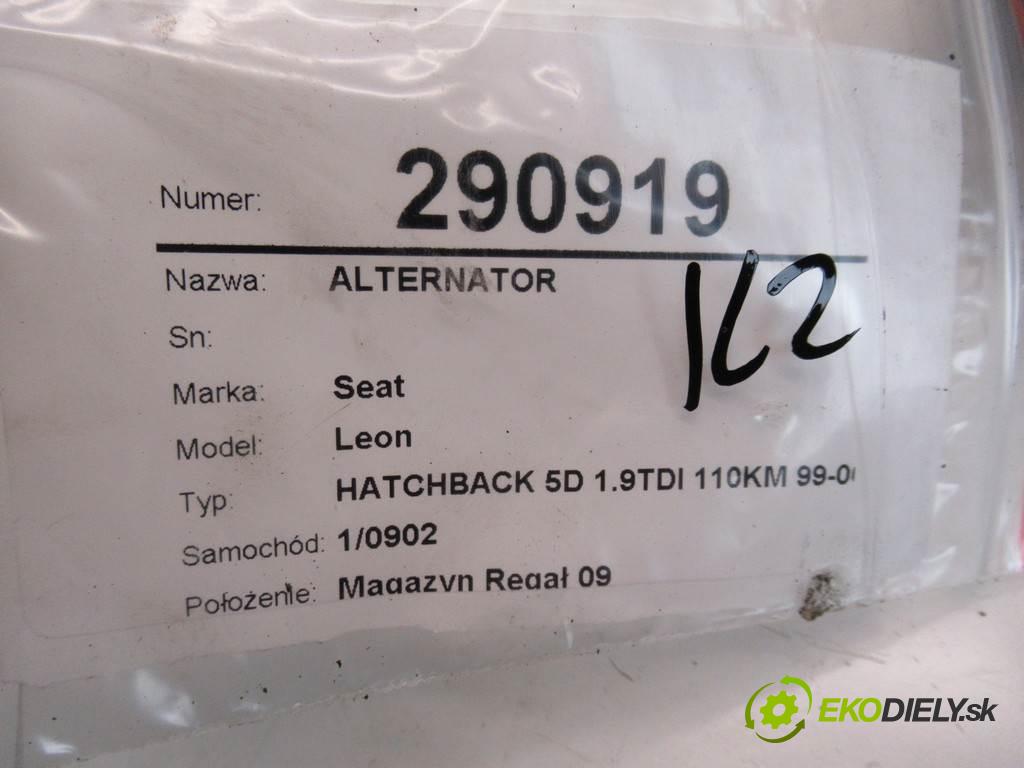 Numer: 290919
Nazwa: ALTERNATOR
Sn:
Marka: Seat
Model: Leon
Typ: HATCHBACK 5D 1.9TDI 110KM 99-0
Samochód: 1/0902
Położenie: Magazyn Regał 09
EKODIELY.sk